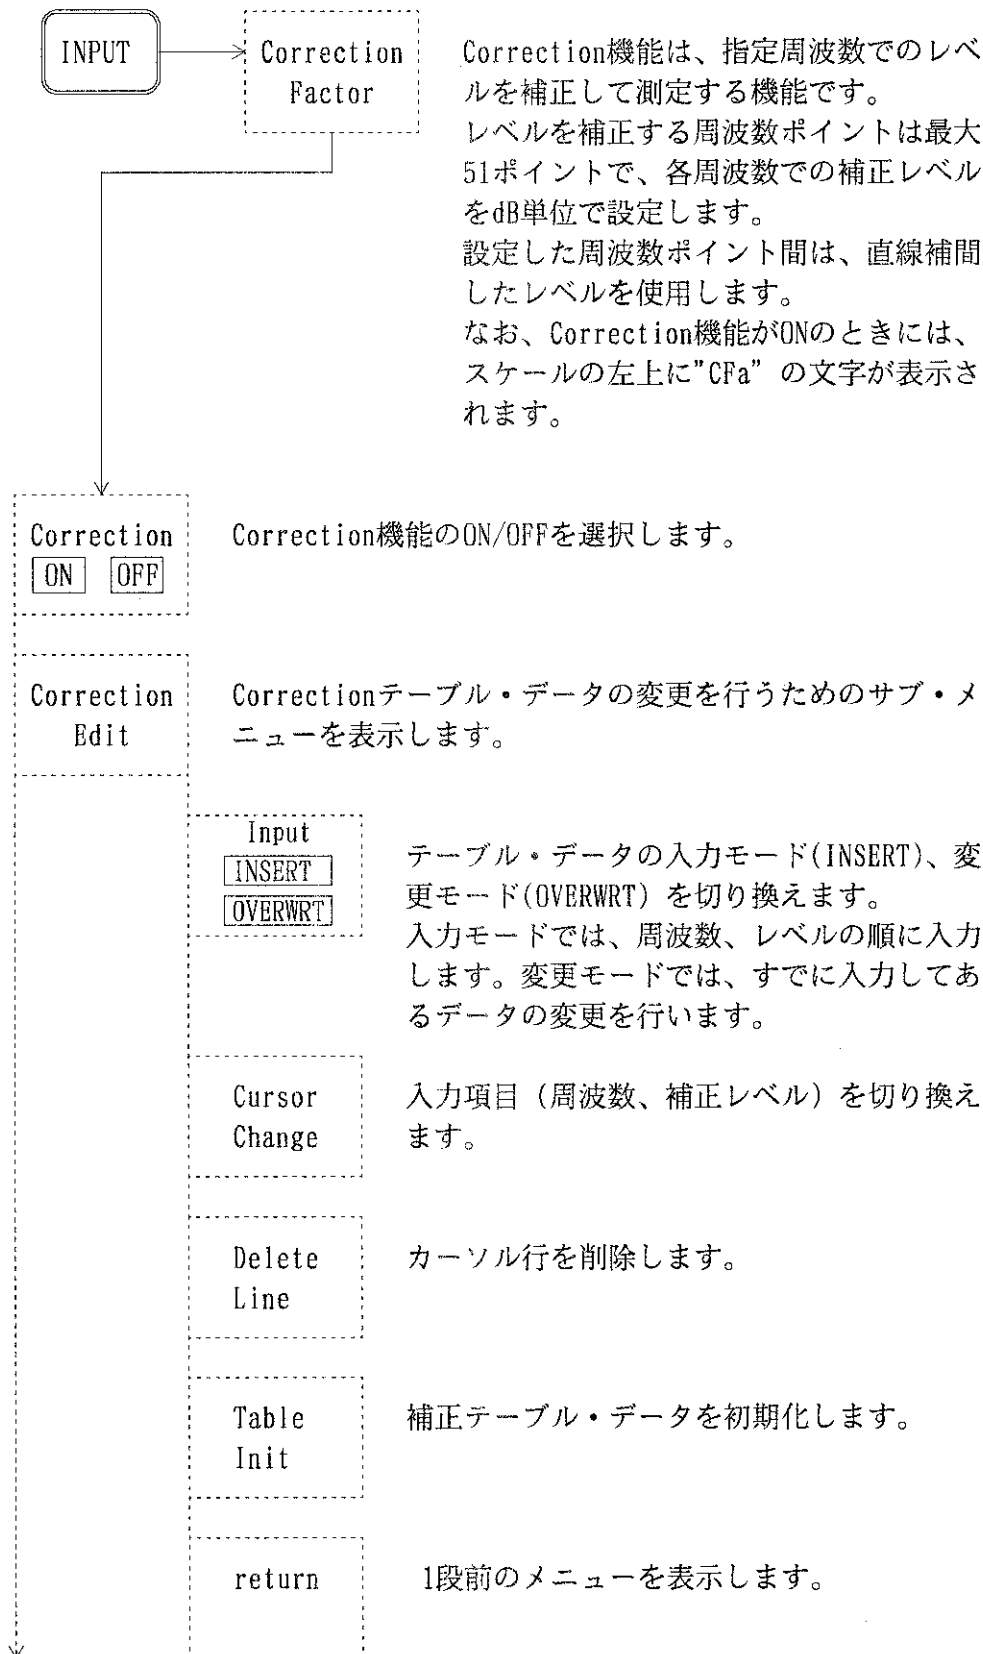 INPUT
Correction
Factor
Correction機能は、指定周波数でのレベ
ルを補正して測定する機能です。
レベルを補正する周波数ポイントは最大
51ポイントで、各周波数での補正レベル
をdB単位で設定します。
設定した周波数ポイント間は、直線補間
したレベルを使用します。
なお、Correction機能がONのときには、
スケールの左上に"CFa" の文字が表示さ
れます。
Correction
ON OFF
Correction機能のON/OFFを選択します。
Correction
Edit
Correctionテーブル・データの変更を行うためのサブ・メ
ニューを表示します。
Input
INSERT
OVERWRT
テーブル・データの入力モード(INSERT)、変
更モード(OVERWRT) を切り換えます。
入力モードでは、周波数、レベルの順に入力
します。変更モードでは、すでに入力してあ
るデータの変更を行います。
Cursor
Change
入力項目（周波数、補正レベル）を切り換え
ます。
Delete
Line
カーソル行を削除します。
Table
Init
補正テーブル・データを初期化します。
return
1段前のメニューを表示します。